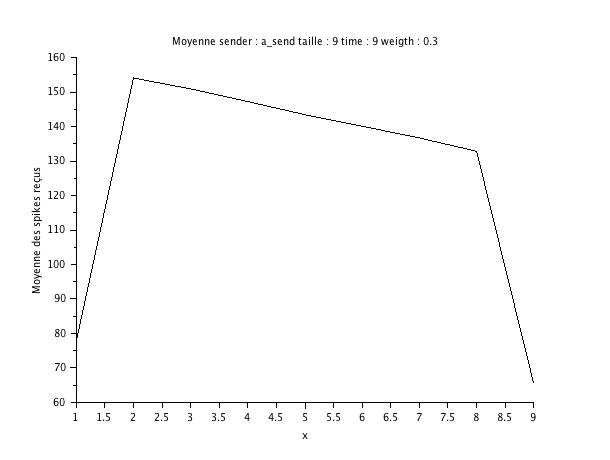 Moyenne sender : a_send taille : 9 time : 9 weigth : 0.3
160
150
140
130
120
110
100
90
80
70
60
Moyenne des spikes reçus
1 1.5 2 2.5 3 3.5 4 4.5 5 5.5 6 6.5 7 7.5 8 8.5 9
x